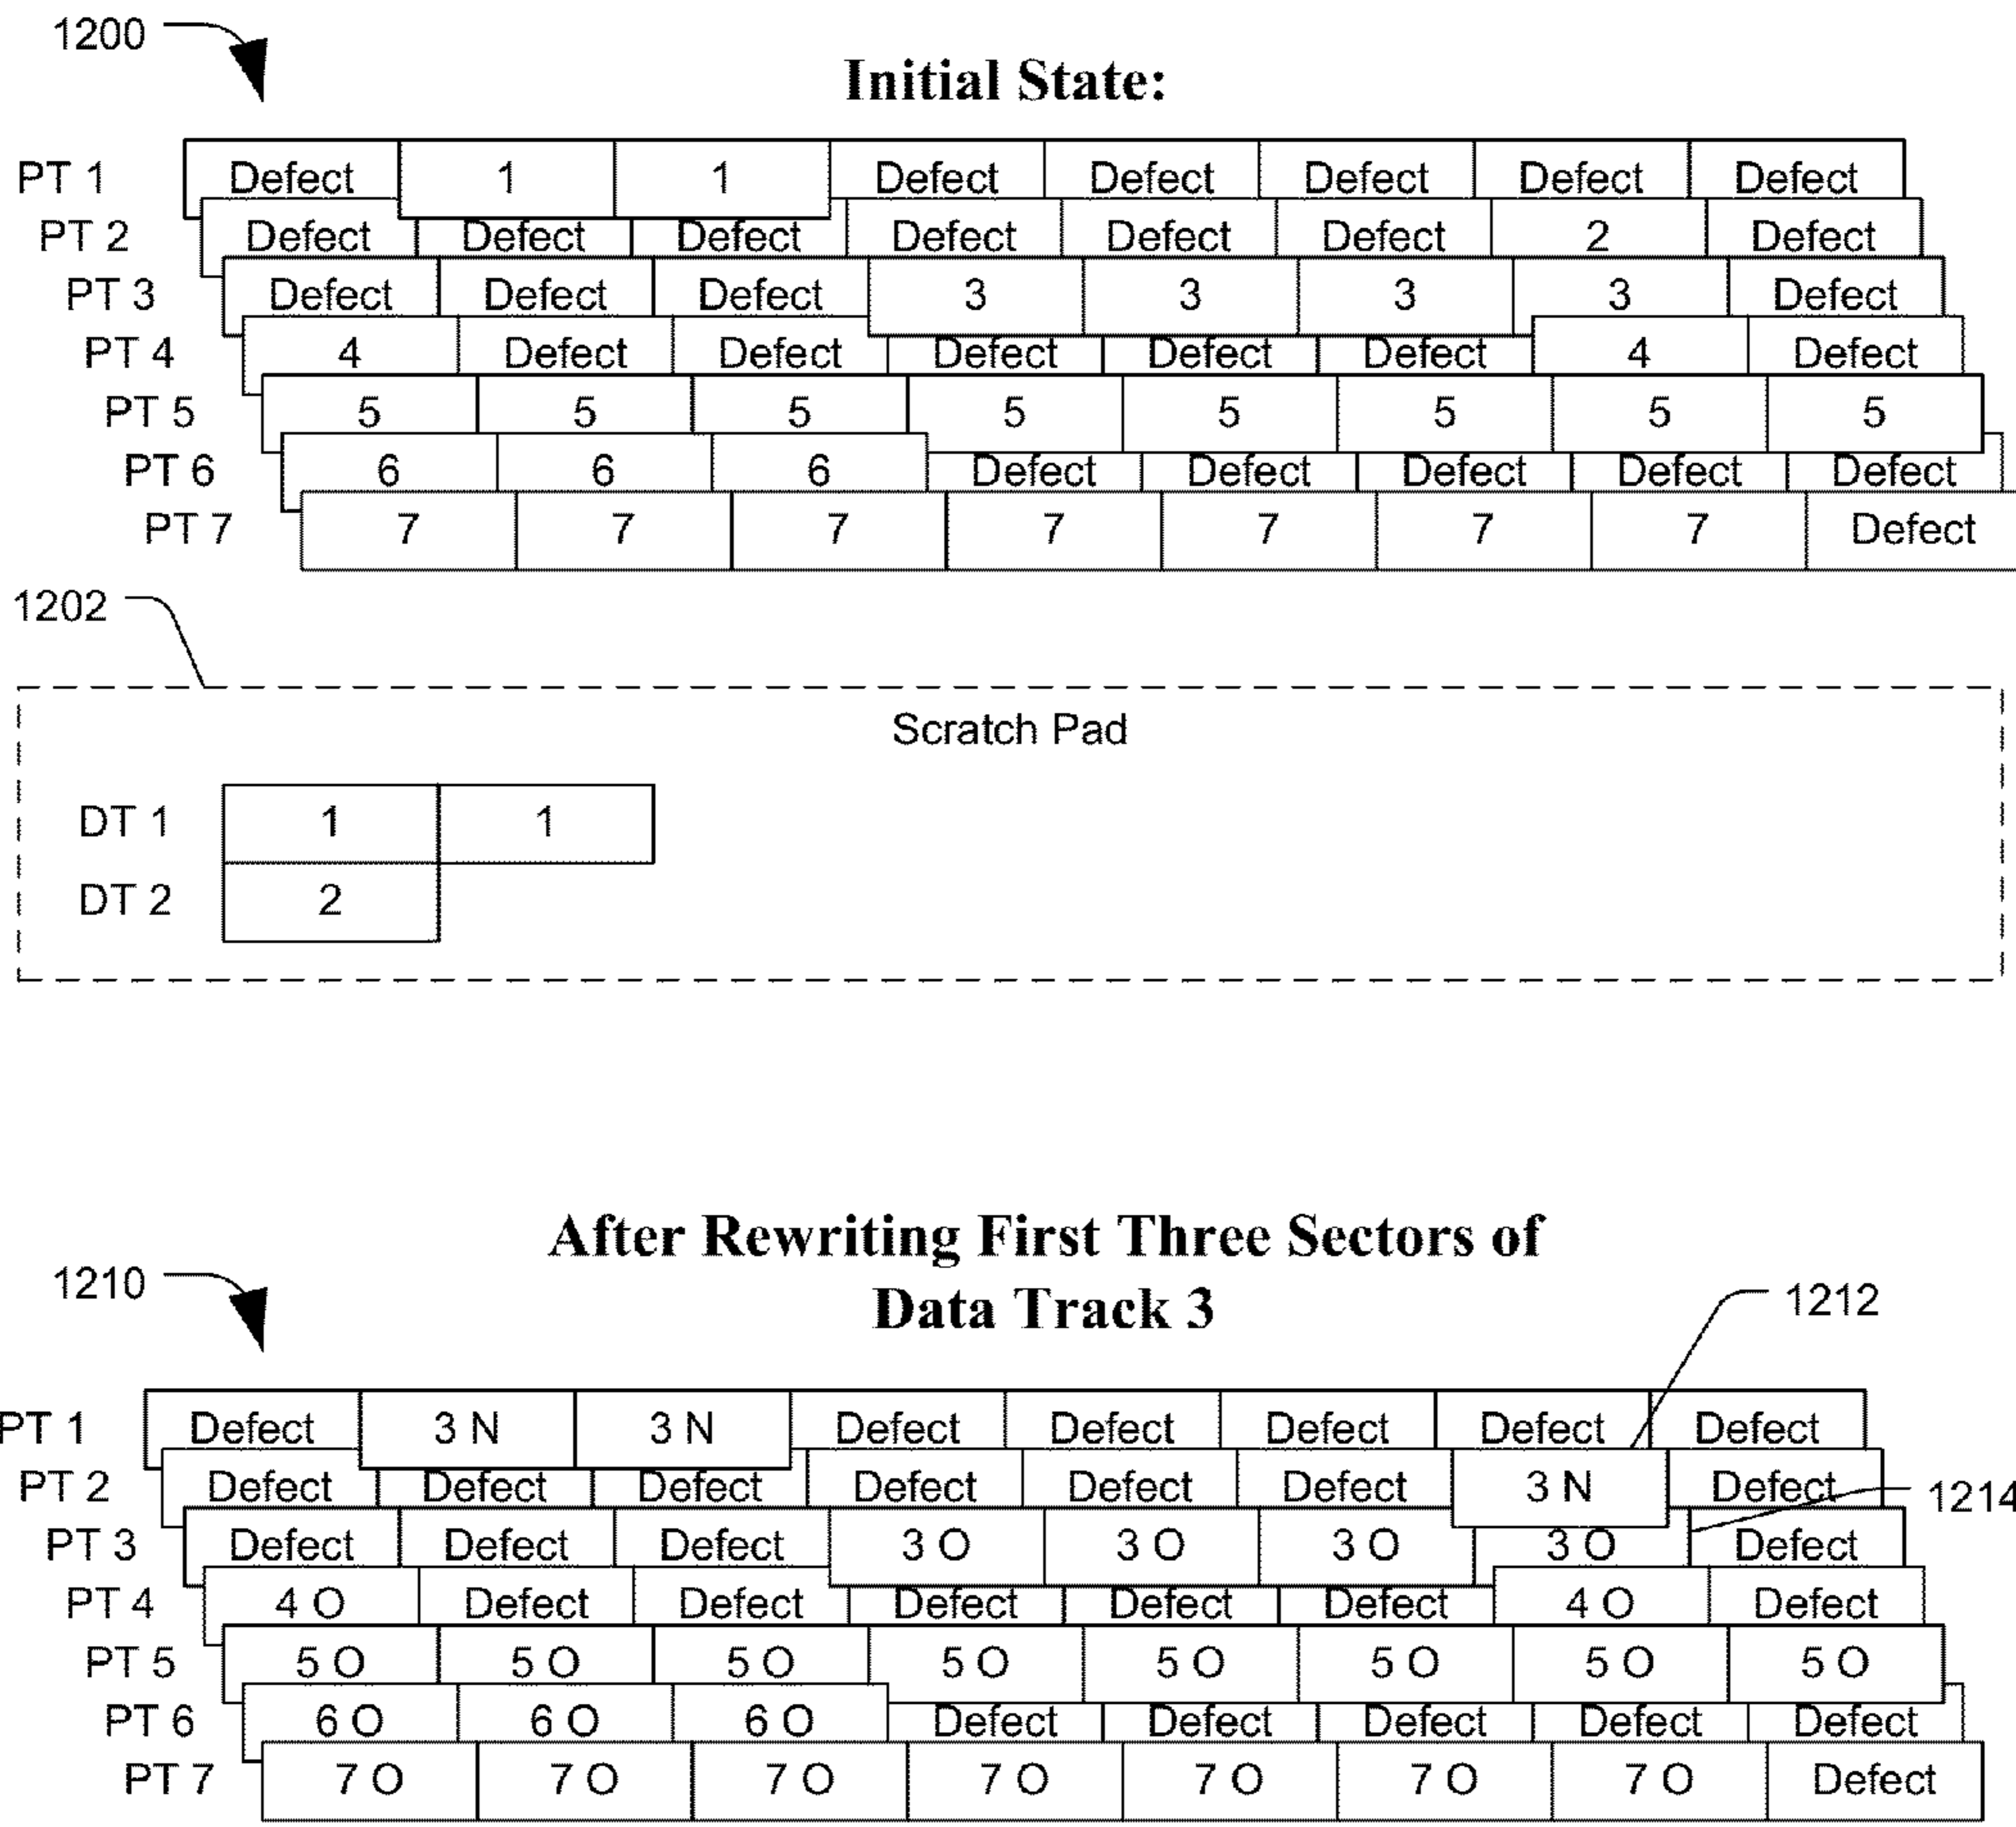 1200
Initial State:
PT 1 Defect 1 1 Defect Defect Defect Defect Defect
PT 2 Defect Defect Defect Defect Defect Defect 2 Defect
PT 3 Defect Defect Defect 3 3 3 3 Defect
PT 4 4 Defect Defect Defect Defect Defect 4 Defect
PT 5 5 5 5 5 5 5 5 5
PT 6 6 6 6 Defect Defect Defect Defect Defect
PT 7 7 7 7 7 7 7 7 Defect
1202
Scratch Pad
DT 1 1 1
DT 2 2
After Rewriting First Three Sectors of
Data Track 3
1210
1212
PT 1 Defect 3 N 3 N Defect Defect Defect Defect Defect
PT 2 Defect Defect Defect Defect Defect Defect 3 N Defect
1214
PT 3 Defect Defect Defect 3 O 3 O 3 O 3 O Defect
PT 4 4 O Defect Defect Defect Defect Defect 4 O Defect
PT 5 5 O 5 O 5 O 5 O 5 O 5 O 5 O 5 O
PT 6 6 O 6 O 6 O Defect Defect Defect Defect Defect
PT 7 7 O 7 O 7 O 7 O 7 O 7 O 7 O Defect